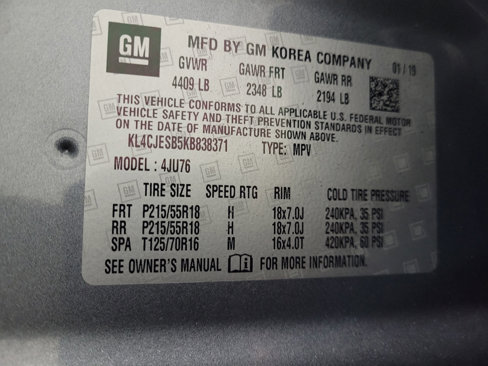 GM
MFD BY GM KOREA COMPANY
GVWR GAWR FRT GAWR RR 01 / 19
4409 LB 2348 LB 2194 LB
THIS VEHICLE CONFORMS TO ALL APPLICABLE U.S. FEDERAL MOTOR
VEHICLE SAFETY AND THEFT PREVENTION STANDARDS IN EFFECT
ON THE DATE OF MANUFACTURE SHOWN ABOVE.
KL4CJESB5KB838371 TYPE: MPV
MODEL : 4JU76
TIRE SIZE SPEED RTG RIM COLD TIRE PRESSURE
FRT P215/55R18 H 18x7.0J 240KPA, 35 PSI
RR P215/55R18 H 18x7.0J 240KPA, 35 PSI
SPA T125/70R16 M 16x4.0T 420KPA, 60 PSI
SEE OWNER'S MANUAL FOR MORE INFORMATION.